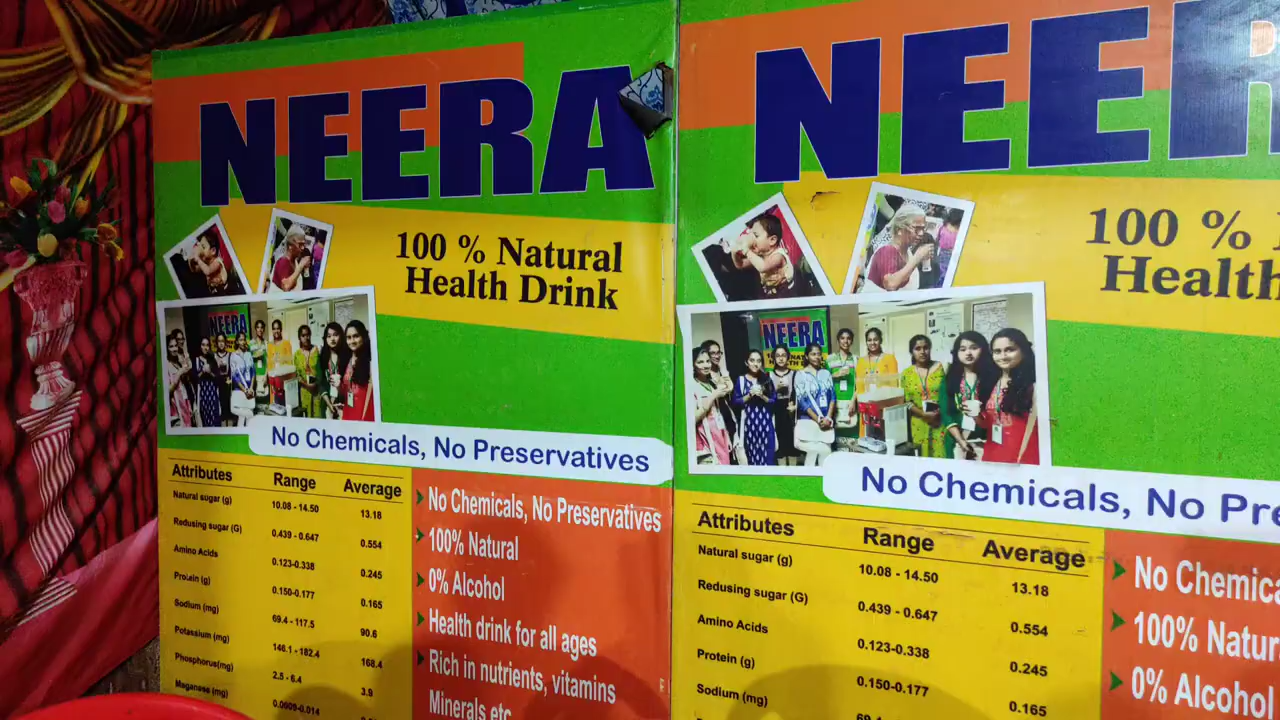 NEERA
100 % Natural
Health Drink
NEERA
No Chemicals, No Preservatives
Attributes Range Average
Natural sugar (g) 10.08 - 14.50 13.18
Redusing sugar (G) 0.439 - 0.647 0.554
Amino Acids 0.123-0.338 0.245
Protein (g) 0.150-0.177 0.165
Sodium (mg) 69.4 - 117.5 90.6
Potassium (mg) 146.1 - 182.4 168.4
Phosphorus(mg) 2.5 - 6.4 3.9
Maganese (mg) 0.0009-0.014
No Chemicals, No Preservatives
100% Natural
0% Alcohol
Health drink for all ages
Rich in nutrients, vitamins
Minerals etc
NEER
100 %
Health
NEERA
No Chemicals, No Pre
Attributes Range Average
Natural sugar (g) 10.08 - 14.50 13.18
Redusing sugar (G) 0.439 - 0.647 0.554
Amino Acids 0.123-0.338 0.245
Protein (g) 0.150-0.177 0.165
Sodium (mg)
No Chemica
100% Natur
0% Alcohol